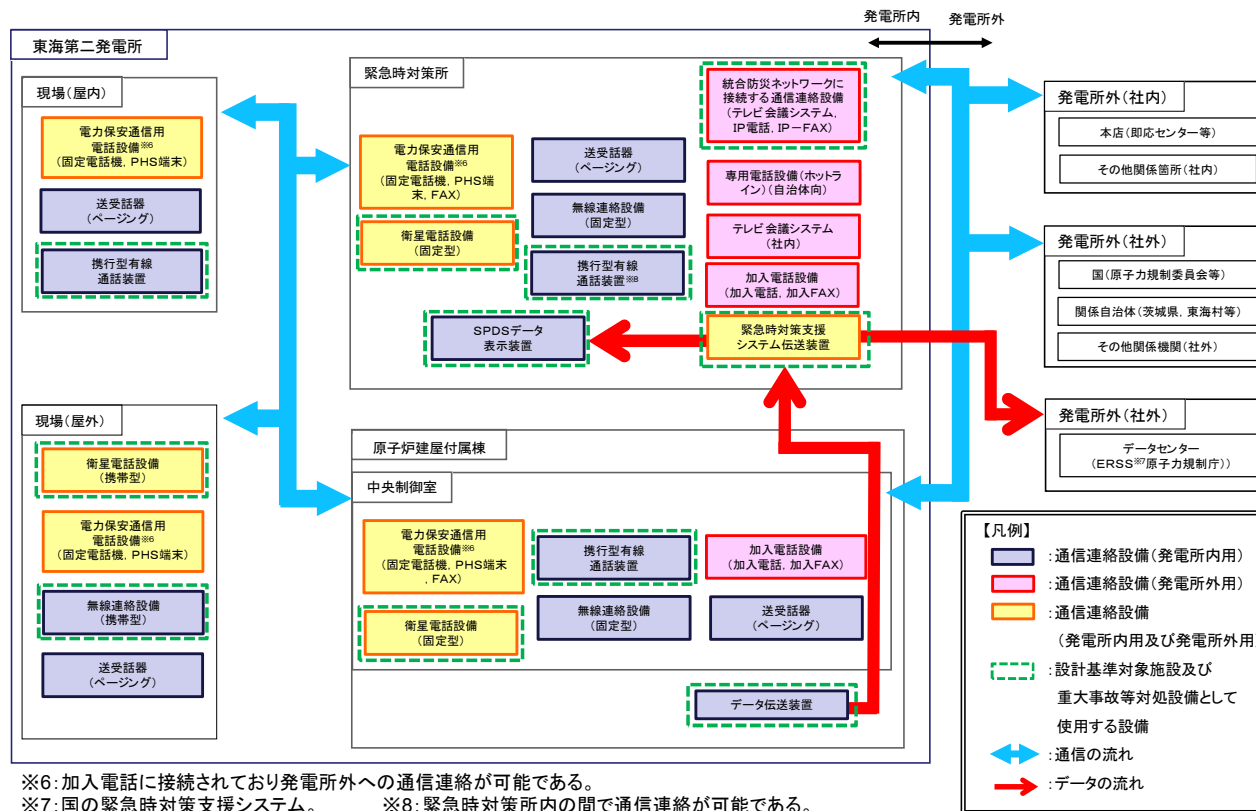 発電所内
発電所外
東海第二発電所
現場(屋内)
電力保安通信用
電話設備※6
(固定電話機, PHS端末)
送受話器
(ページング)
携行型有線
通話装置
緊急時対策所
電力保安通信用
電話設備※6
(固定電話機, PHS端
末, FAX)
衛星電話設備
(固定型)
送受話器
(ページング)
無線連絡設備
(固定型)
携行型有線
通話装置※8
統合防災ネットワークに
接続する通信連絡設備
(テレビ会議システム,
IP電話, IP-FAX)
専用電話設備(ホットラ
イン)(自治体向)
テレビ会議システム
(社内)
加入電話設備
(加入電話, 加入FAX)
SPDSデータ
表示装置
緊急時対策支援
システム伝送装置
発電所外(社内)
本店(即応センター等)
その他関係箇所(社内)
発電所外(社外)
国(原子力規制委員会等)
関係自治体(茨城県, 東海村等)
その他関係機関(社外)
発電所外(社外)
データセンター
(ERSS※7原子力規制庁))
現場(屋外)
衛星電話設備
(携帯型)
電力保安通信用
電話設備※6
(固定電話機, PHS端末)
無線連絡設備
(携帯型)
送受話器
(ページング)
原子炉建屋付属棟
中央制御室
電力保安通信用
電話設備※6
(固定電話機, PHS端末
, FAX)
衛星電話設備
(固定型)
携行型有線
通話装置
無線連絡設備
(固定型)
加入電話設備
(加入電話, 加入FAX)
送受話器
(ページング)
データ伝送装置
【凡例】
:通信連絡設備(発電所内用)
:通信連絡設備(発電所外用)
:通信連絡設備
(発電所内用及び発電所外用)
:設計基準対象施設及び
重大事故等対処設備として
使用する設備
:通信の流れ
:データの流れ
※6:加入電話に接続されており発電所外への通信連絡が可能である。
※7:国の緊急時対策支援システム。 ※8:緊急時対策所内の間で通信連絡が可能である。